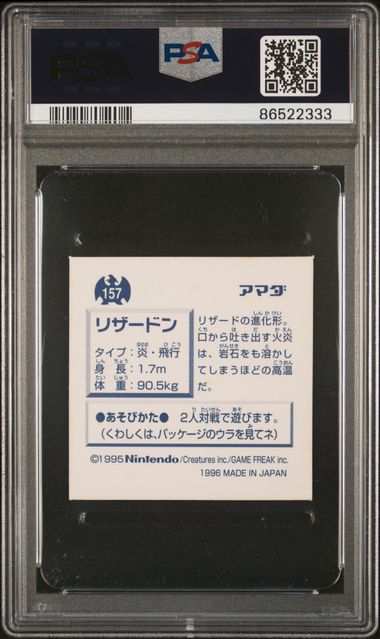 PSA
PSA
86522333
157
アマダ
リザードン
タイプ：炎・飛行
身長：1.7m
体重：90.5kg
リザードの進化形。
口から吐き出す火炎
は、岩石をも溶かし
てしまうほどの高温
だ。
●あそびかた● 2人対戦で遊びます。
(くわしくは、パッケージのウラを見てネ)
©1995 Nintendo/Creatures inc./GAME FREAK inc.
1996 MADE IN JAPAN